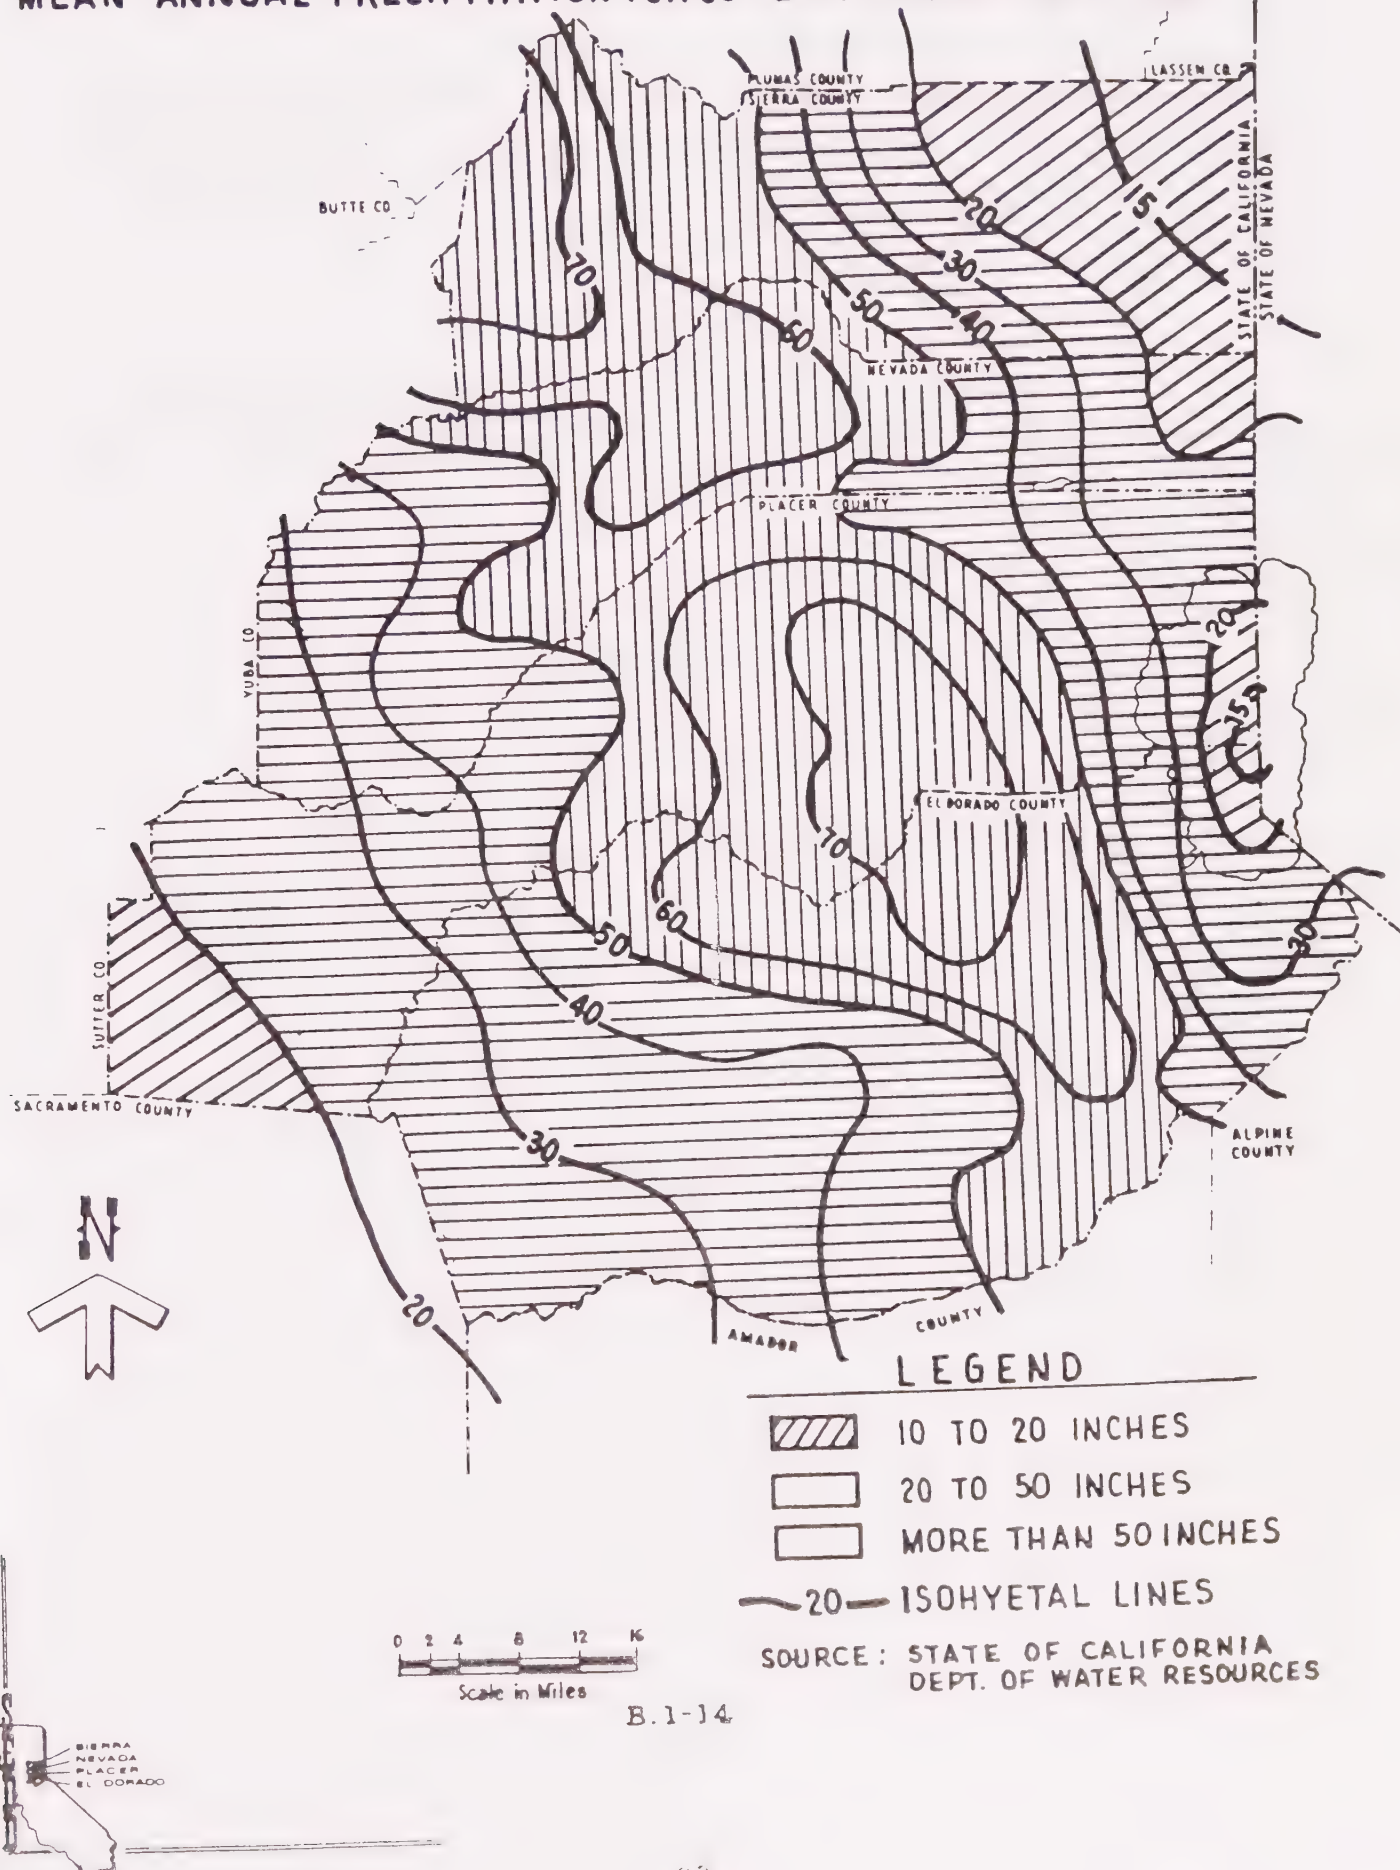 MEAN ANNUAL
PLUMAS COUNTY
SIERRA COUNTY
LASSEN CO.
STATE OF CALIFORNIA
STATE OF NEVADA
BUTTE CO
15
20
30
70
50
40
60
NEVADA COUNTY
PLACER COUNTY
20
YUBA CO
15
EL DORADO COUNTY
70
60
50
30
SUTTER CO
40
SACRAMENTO COUNTY
30
ALPINE
COUNTY
N
20
AMADOR COUNTY
LEGEND
10 TO 20 INCHES
20 TO 50 INCHES
MORE THAN 50 INCHES
20 ISOHYETAL LINES
SOURCE: STATE OF CALIFORNIA
DEPT. OF WATER RESOURCES
0 2 4 8 12 16
Scale in Miles
B.1-14
SIERRA
NEVADA
PLACER
EL DORADO